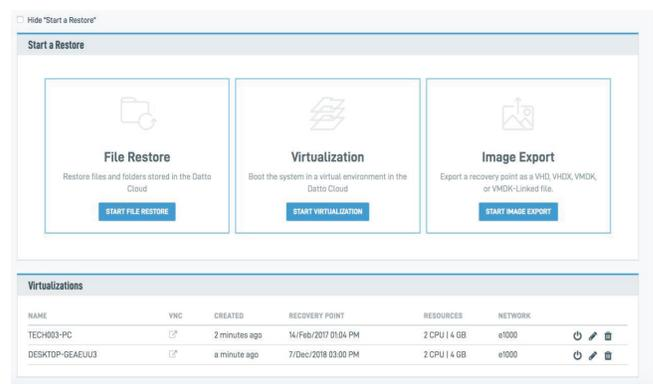 Hide "Start a Restore"
Start a Restore
File Restore
Restore files and folders stored in the Datto
Cloud
START FILE RESTORE
Virtualization
Boot the system in a virtual environment in the
Datto Cloud
START VIRTUALIZATION
Image Export
Export a recovery point as a VHD, VHDX, VMDK,
or VMDK-Linked file.
START IMAGE EXPORT
Virtualizations
NAME VNC CREATED RECOVERY POINT RESOURCES NETWORK
TECH003-PC 2 minutes ago 14/Feb/2017 01:04 PM 2 CPU | 4 GB e1000
DESKTOP-GEAEUU3 a minute ago 7/Dec/2018 03:00 PM 2 CPU | 4 GB e1000